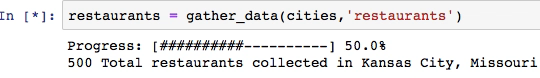 In [*]: restaurants = gather_data(cities,'restaurants')
Progress: [##########----------] 50.0%
500 Total restaurants collected in Kansas City, Missouri